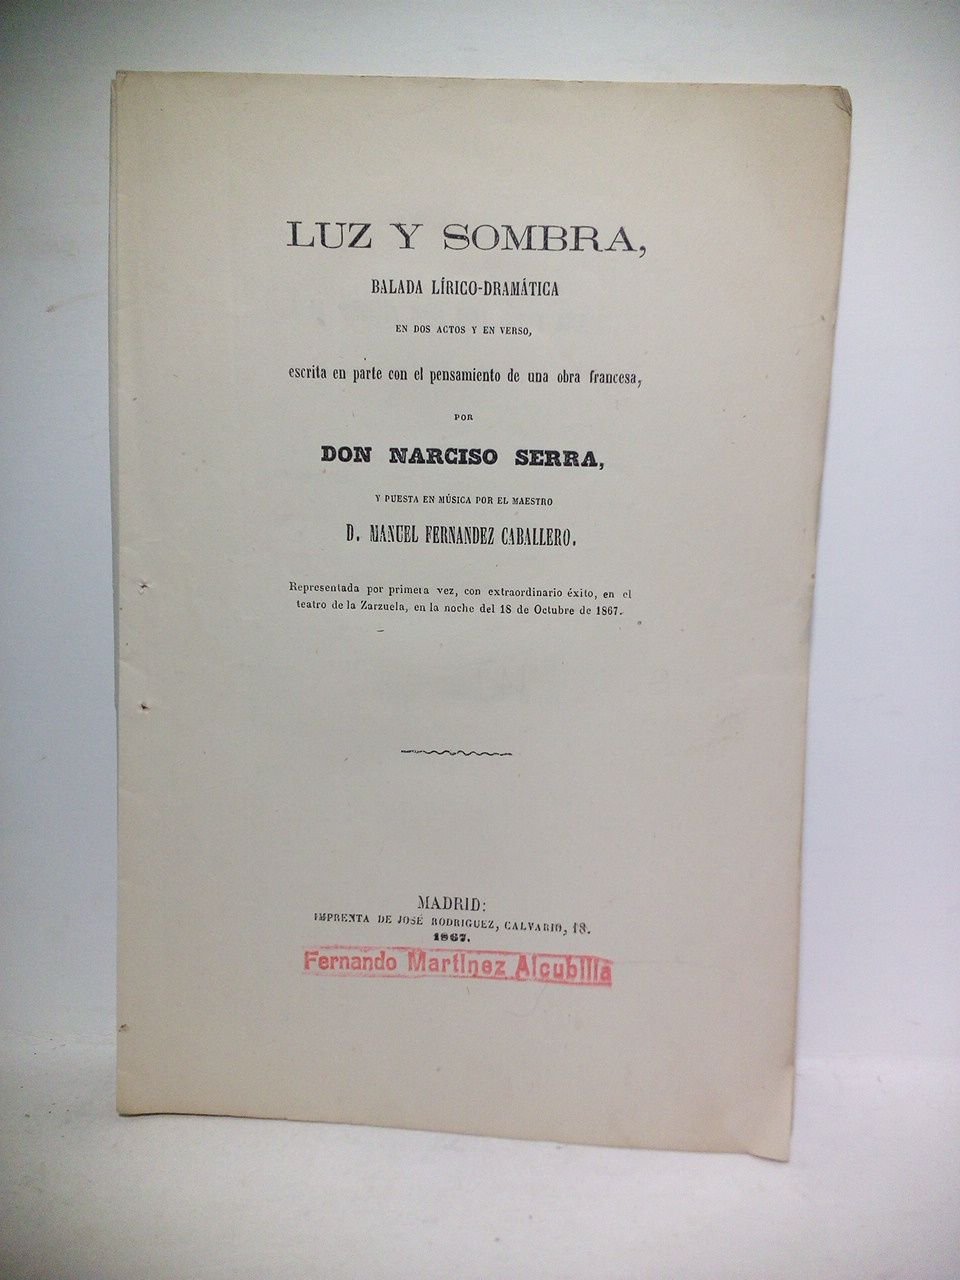 LUZ Y SOMBRA,
BALADA LÍRICO-DRAMÁTICA
EN DOS ACTOS Y EN VERSO,
escrita en parte con el pensamiento de una obra francesa,
POR
DON NARCISO SERRA,
Y PUESTA EN MÚSICA POR EL MAESTRO
D. MANUEL FERNANDEZ CABALLERO.
Representada por primera vez, con extraordinario éxito, en el
teatro de la Zarzuela, en la noche del 18 de Octubre de 1867.
MADRID:
IMPRENTA DE JOSÉ RODRIGUEZ, CALVARIO, 18.
1867.
Fernando Martinez Alcubilla